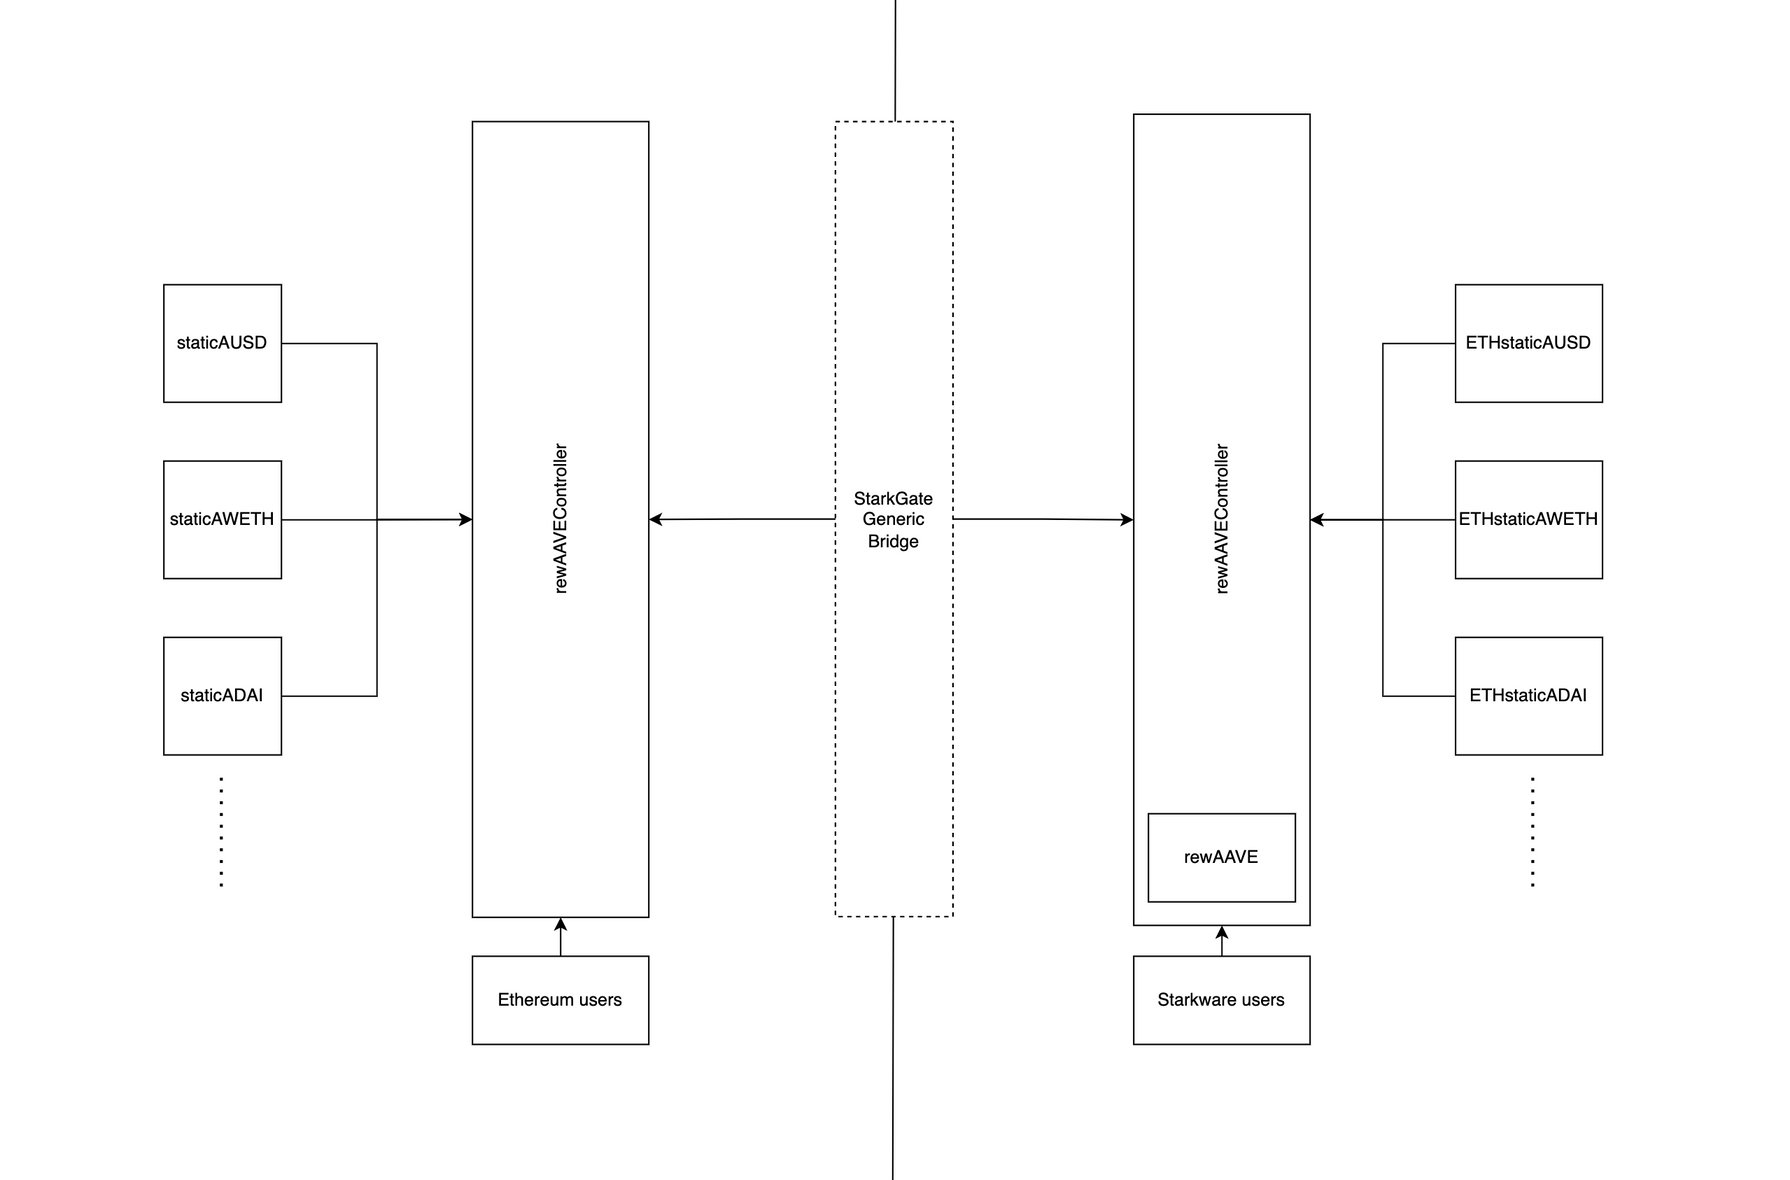 staticAUSD
staticAWETH
staticADAI
rewAAVEController
Ethereum users
StarkGate
Generic
Bridge
rewAAVEController
rewAAVE
Starkware users
ETHstaticAUSD
ETHstaticAWETH
ETHstaticADAI